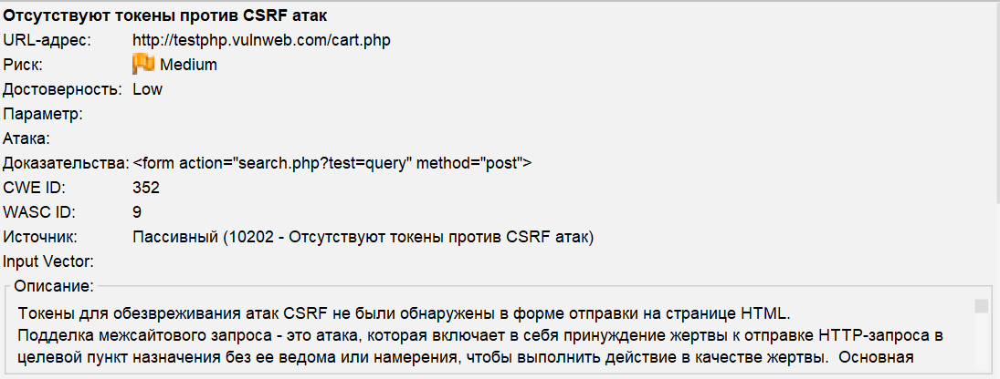 Отсутствуют токены против CSRF атак
URL-адрес: http://testphp.vulnweb.com/cart.php
Риск: Medium
Достоверность: Low
Параметр:
Атака:
Доказательства: <form action="search.php?test=query" method="post">
CWE ID: 352
WASC ID: 9
Источник: Пассивный (10202 - Отсутствуют токены против CSRF атак)
Input Vector:
Описание:
Токены для обезвреживания атак CSRF не были обнаружены в форме отправки на странице HTML.
Подделка межсайтового запроса - это атака, которая включает в себя принуждение жертвы к отправке HTTP-запроса в
целевой пункт назначения без ее ведома или намерения, чтобы выполнить действие в качестве жертвы.  Основная